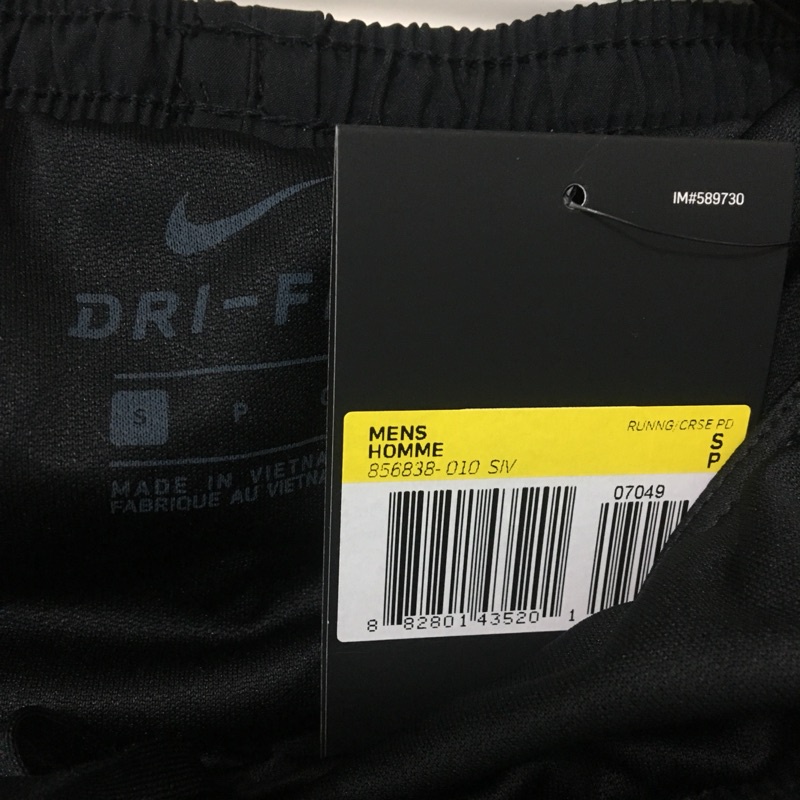 DRI-F
S P
MADE IN VIETNA
FABRIQUE AU VIETNA
IM#589730
MENS
HOMME
RUNNG/CRSE PD
856838-010 SIV
S
P
07049
8 82801 43520 1